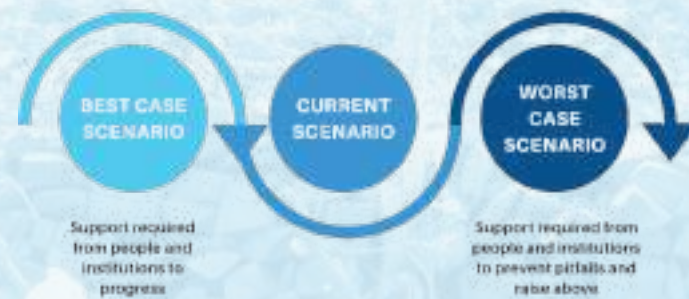 BEST CASE
SCENARIO
CURRENT
SCENARIO
WORST
CASE
SCENARIO
Support required
from people and
institutions to
progress
Support required from
people and institutions
to prevent pitfalls and
raise above